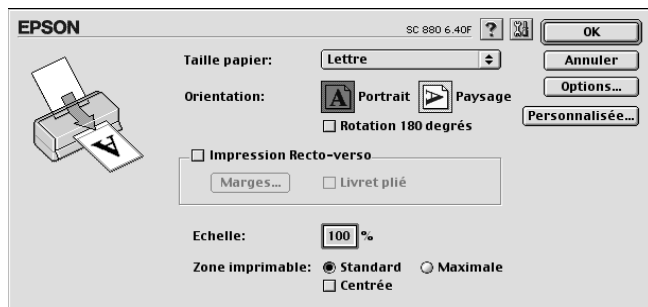 EPSON SC 880 6.40F ? OK
Taille papier: Lettre Annuler
Orientation: A Portrait A Paysage Options...
Rotation 180 degrés Personnalisée...
A
Impression Recto-verso
Marges... Livret plié
Echelle: 100 %
Zone imprimable: Standard Maximale
Centrée